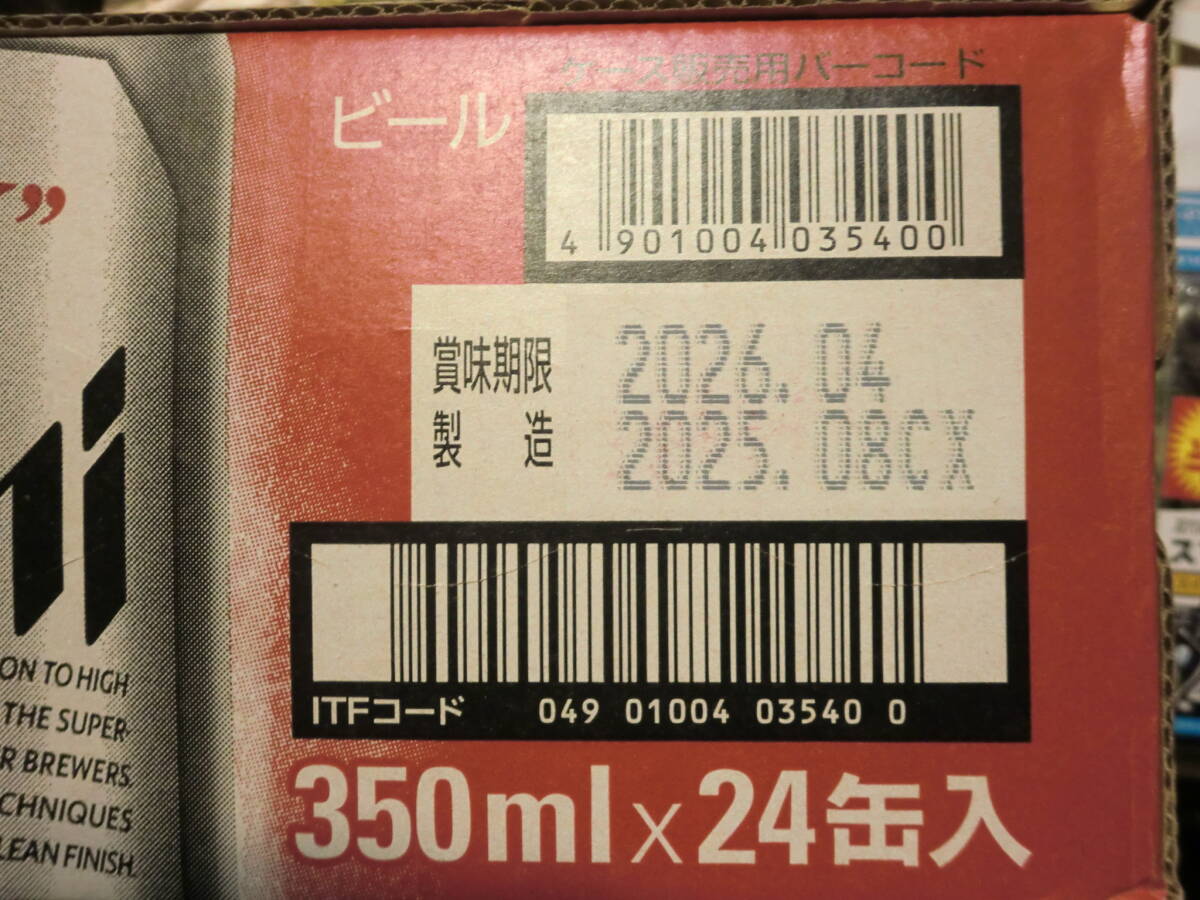 ケース販売用バーコード
ビール
4 901004 035400
賞味期限 2026.04
製造 2025.08CX
ITFコード 049 01004 03540 0
350ml×24缶入
”
hi
ON TO HIGH
THE SUPER-
R BREWERS.
CHNIQUES
LEAN FINISH.
ス